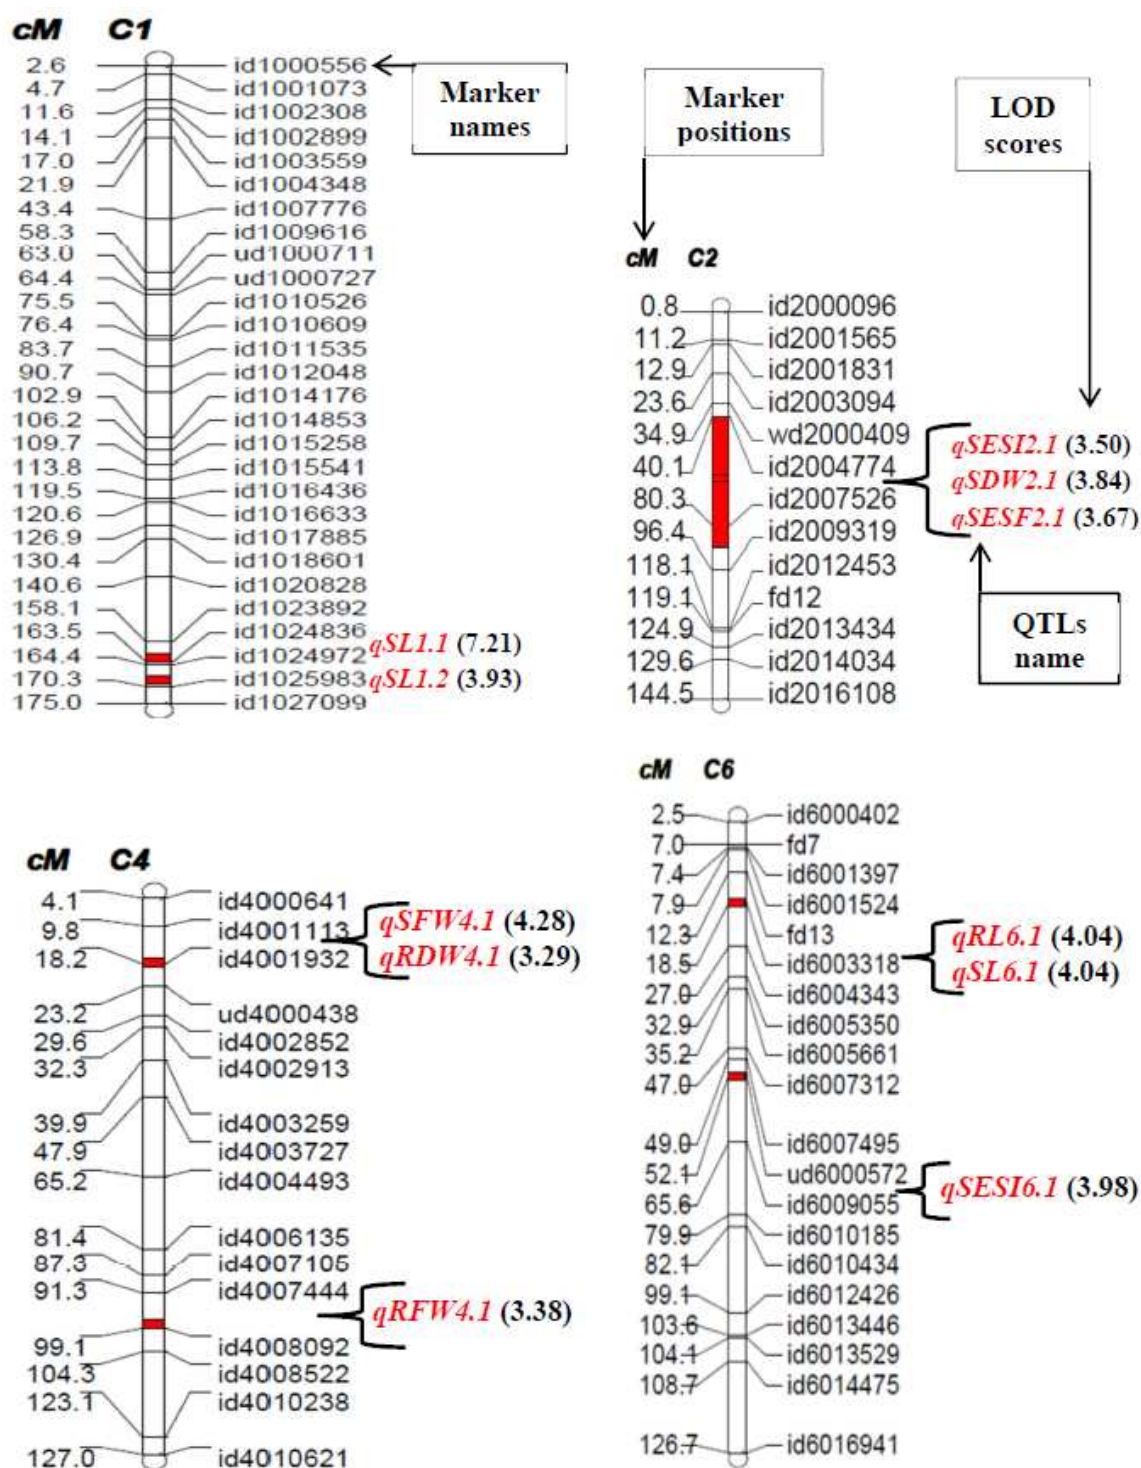 cM C1
2.6 id1000556
4.7 id1001073
11.6 id1002308
14.1 id1002899
17.0 id1003559
21.9 id1004348
43.4 id1007776
58.3 id1009616
63.0 ud1000711
64.4 ud1000727
75.5 id1010526
76.4 id1010609
83.7 id1011535
90.7 id1012048
102.9 id1014176
106.2 id1014853
109.7 id1015258
113.8 id1015541
119.5 id1016436
120.6 id1016633
126.9 id1017885
130.4 id1018601
140.6 id1020828
158.1 id1023892
163.5 id1024836
164.4 id1024972 qSL1.1 (7.21)
170.3 id1025983 qSL1.2 (3.93)
175.0 id1027099
Marker
names
Marker
positions
LOD
scores
cM C2
0.8 id2000096
11.2 id2001565
12.9 id2001831
23.6 id2003094
34.9 wd2000409
40.1 id2004774
80.3 id2007526
96.4 id2009319
118.1 id2012453
119.1 fd12
124.9 id2013434
129.6 id2014034
144.5 id2016108
qSESI2.1 (3.50)
qSDW2.1 (3.84)
qSESF2.1 (3.67)
QTLs
name
cM C4
4.1 id4000641
9.8 id4001113
18.2 id4001932
23.2 ud4000438
29.6 id4002852
32.3 id4002913
39.9 id4003259
47.9 id4003727
65.2 id4004493
81.4 id4006135
87.3 id4007105
91.3 id4007444
99.1 id4008092
104.3 id4008522
123.1 id4010238
127.0 id4010621
qSFW4.1 (4.28)
qRDW4.1 (3.29)
qRFW4.1 (3.38)
cM C6
2.5 id6000402
7.0 fd7
7.4 id6001397
7.9 id6001524
12.3 fd13
18.5 id6003318
27.0 id6004343
32.9 id6005350
35.2 id6005661
47.0 id6007312
49.0 id6007495
52.1 ud6000572
65.6 id6009055
79.9 id6010185
82.1 id6010434
99.1 id6012426
103.6 id6013446
104.1 id6013529
108.7 id6014475
126.7 id6016941
qRL6.1 (4.04)
qSL6.1 (4.04)
qSESI6.1 (3.98)